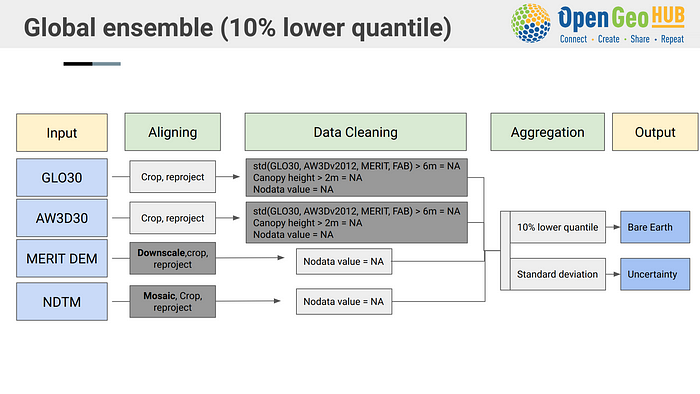 Global ensemble (10% lower quantile)
OpenGeoHUB
Connect · Create · Share · Repeat
Input
Aligning
Data Cleaning
Aggregation
Output
GLO30
Crop, reproject
std(GLO30, AW3Dv2012, MERIT, FAB) > 6m = NA
Canopy height > 2m = NA
Nodata value = NA
AW3D30
Crop, reproject
std(GLO30, AW3Dv2012, MERIT, FAB) > 6m = NA
Canopy height > 2m = NA
Nodata value = NA
MERIT DEM
Downscale,crop,
reproject
Nodata value = NA
NDTM
Mosaic, Crop,
reproject
Nodata value = NA
10% lower quantile
Bare Earth
Standard deviation
Uncertainty